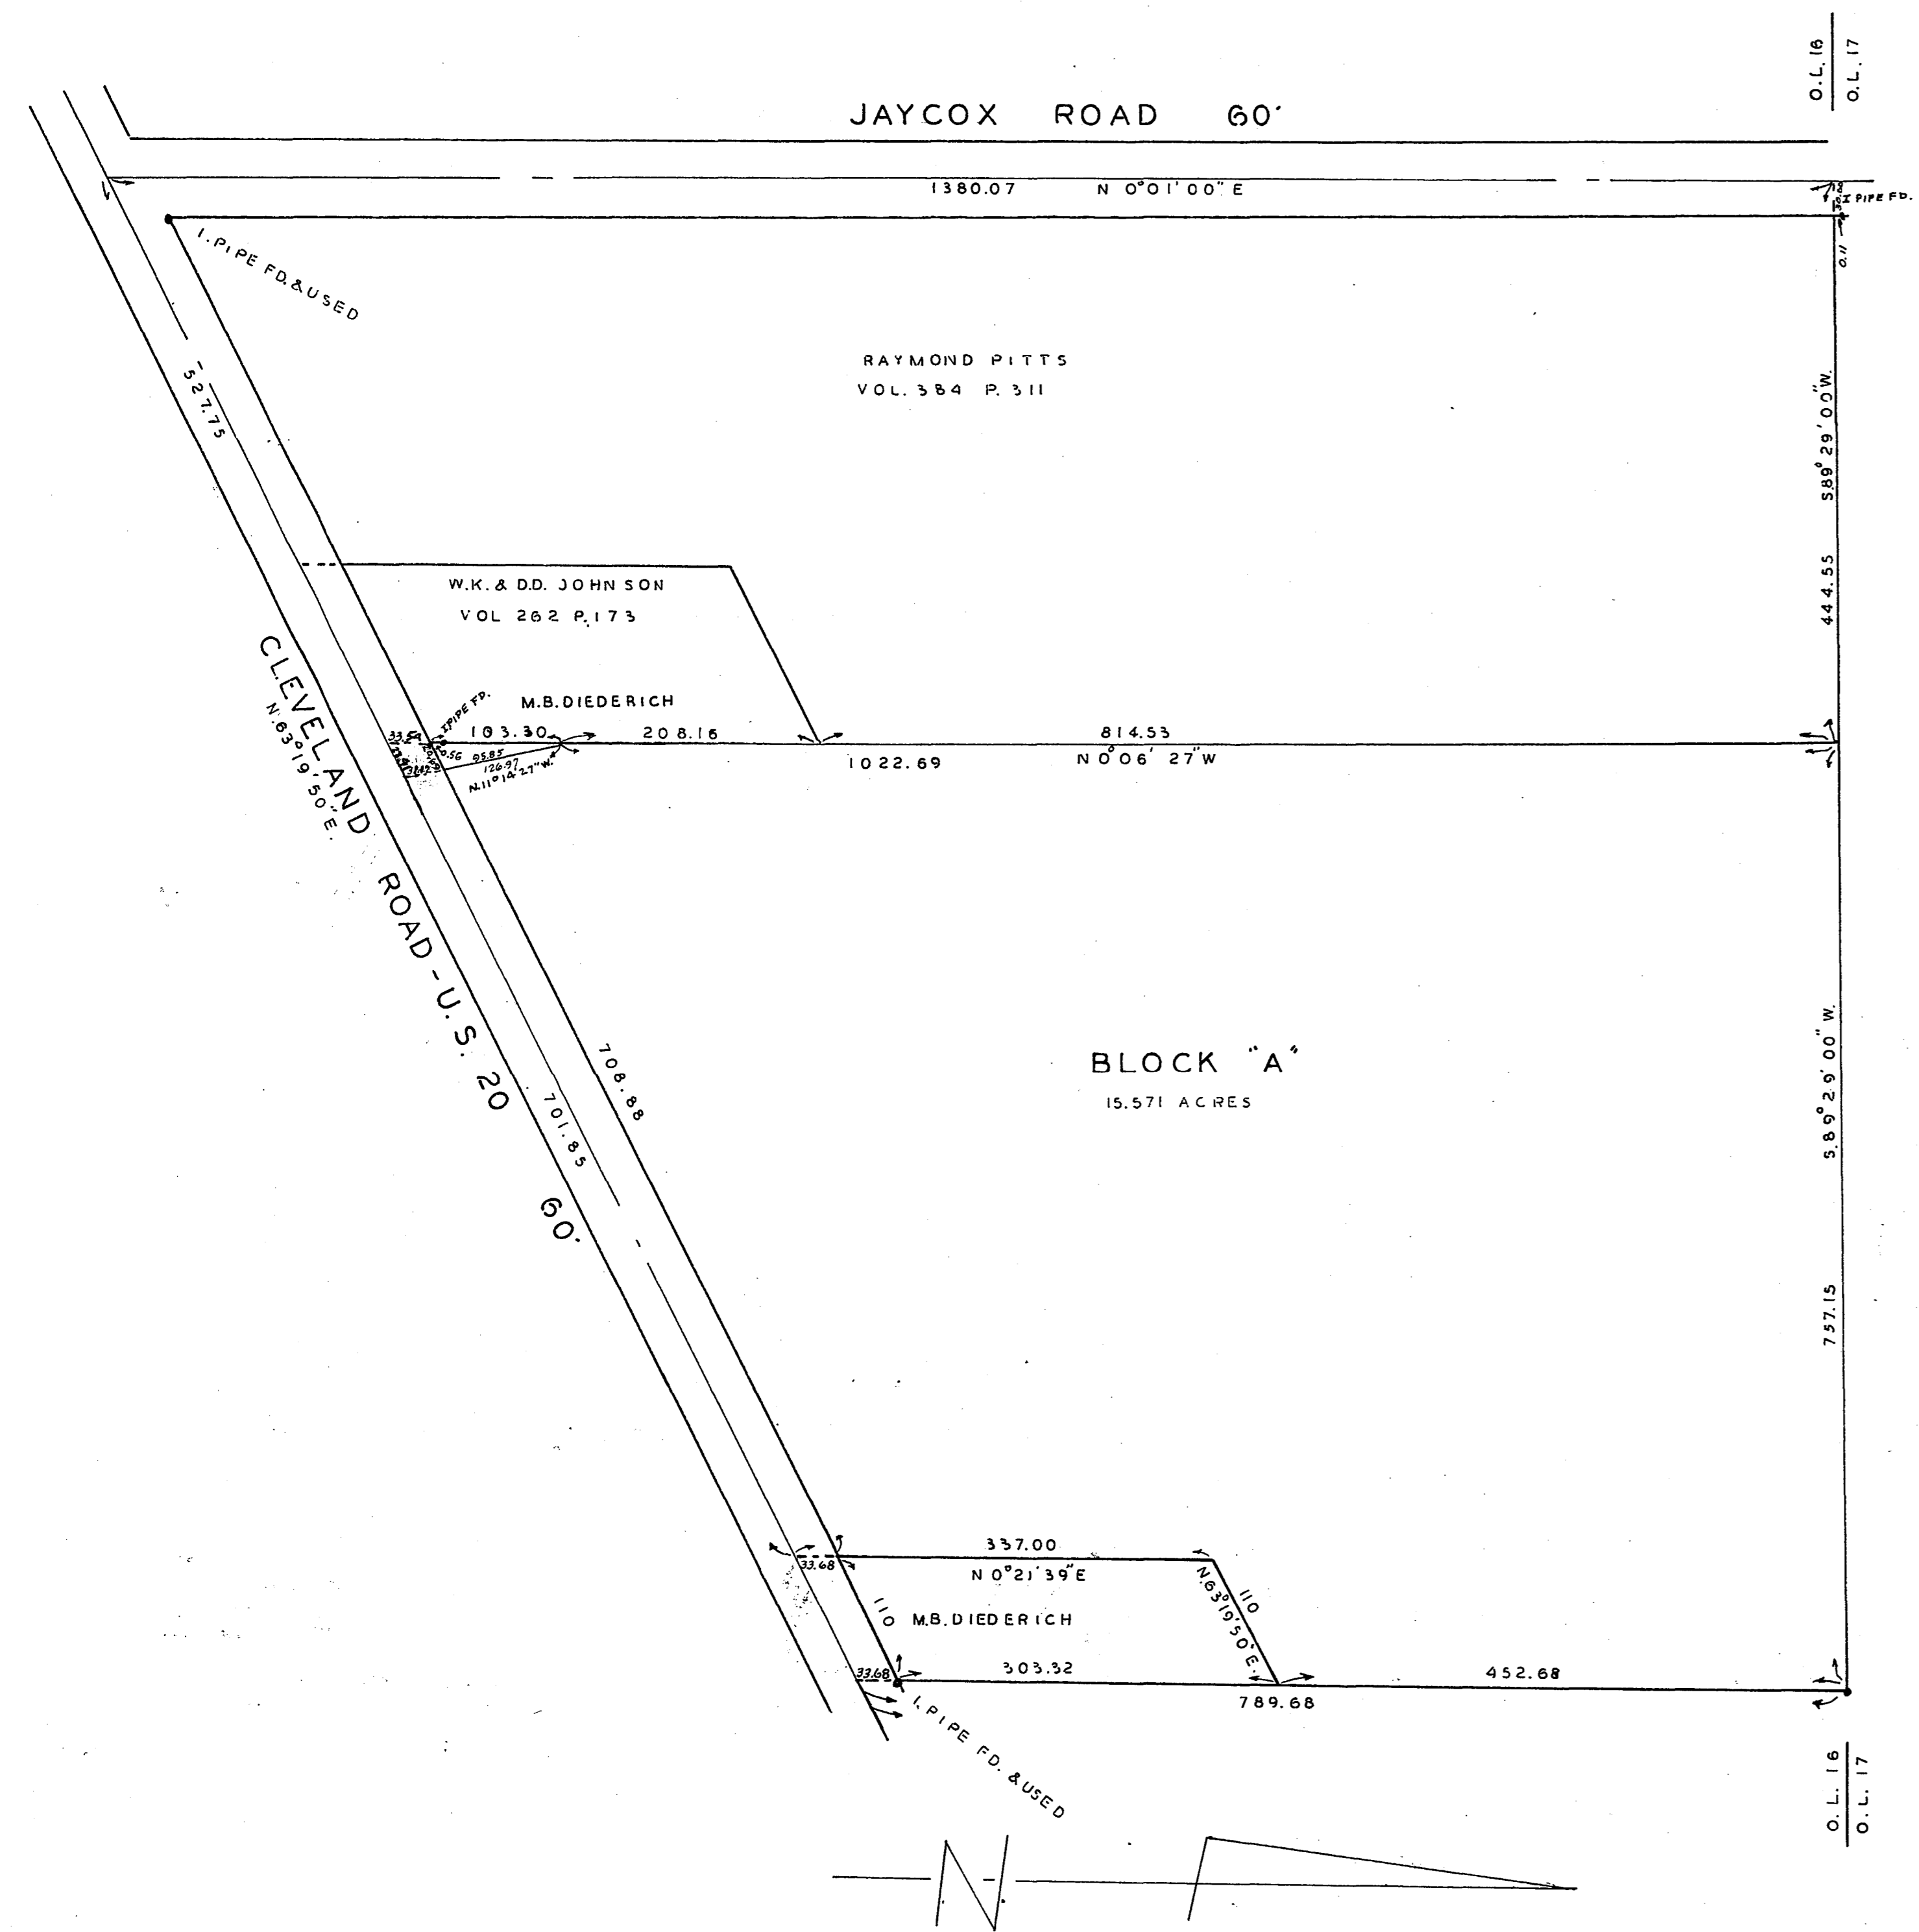 O.L. 16
O.L. 17
JAYCOX ROAD 60'
1380.07 N 0°01'00" E
I PIPE FD.
0.11
I. PIPE FD. & USED
RAYMOND PITTS
VOL. 384 P. 311
S.89°29'00"W.
444.55
527.75
W.K. & D.D. JOHNSON
VOL 262 P. 173
M.B. DIEDERICH
I PIPE FD.
103.30
208.16
814.53
N 0°06'27"W
1022.69
95.85
126.97
N.11°14'27"W.
CLEVELAND ROAD - U.S. 20 60'
N.63°19'50"E.
708.88
701.85
BLOCK "A"
15.571 ACRES
S.89°29'00" W.
757.15
337.00
N 0°21'39"E
33.68
110
M.B. DIEDERICH
110
N.63°19'50"E.
33.68
303.32
452.68
789.68
I. PIPE FD. & USED
O.L. 16
O.L. 17
N